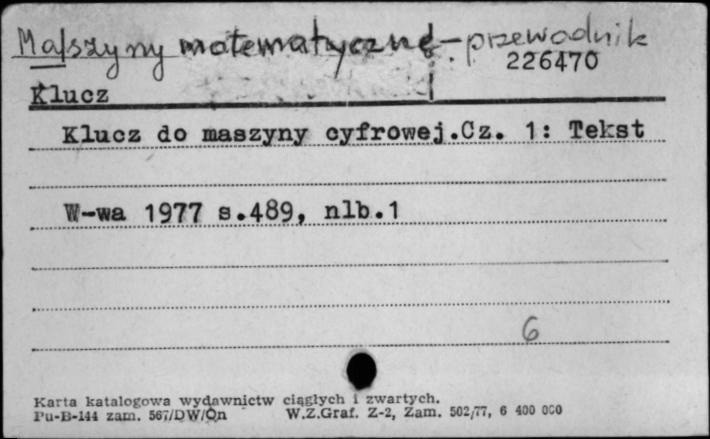 Maszyny matematyczne - przewodnik
226470
Klucz
Klucz do maszyny cyfrowej.Cz. 1: Tekst
W-wa 1977 s.489, nlb.1
6
Karta katalogowa wydawnictw ciągłych i zwartych.
Pu-B-144 zam. 567/DW/Qn W.Z.Graf. Z-2, Zam. 502/77, 6 400 000